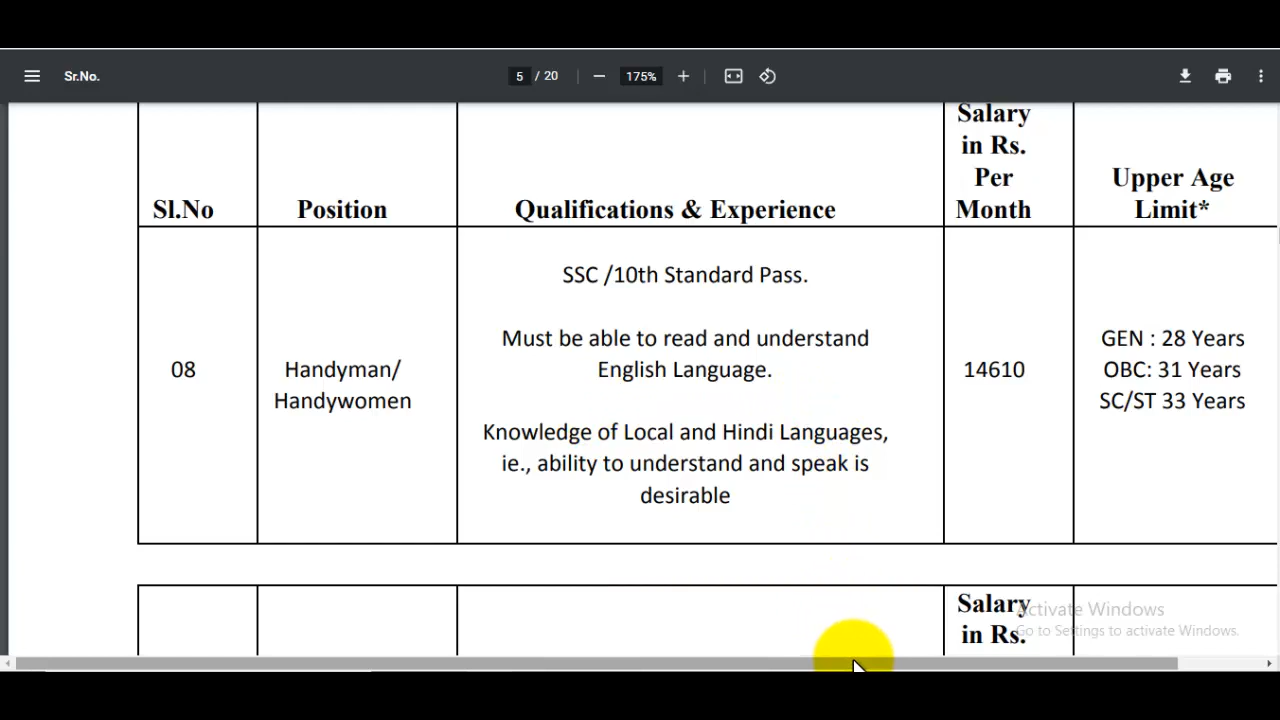 Sr.No.
5 / 20
175%
Sl.No
Position
Qualifications & Experience
Salary
in Rs.
Per
Month
Upper Age
Limit*
08
Handyman/
Handywomen
SSC /10th Standard Pass.
Must be able to read and understand
English Language.
Knowledge of Local and Hindi Languages,
ie., ability to understand and speak is
desirable
14610
GEN : 28 Years
OBC: 31 Years
SC/ST 33 Years
Salary
in Rs.
Activate Windows
Go to Settings to activate Windows.